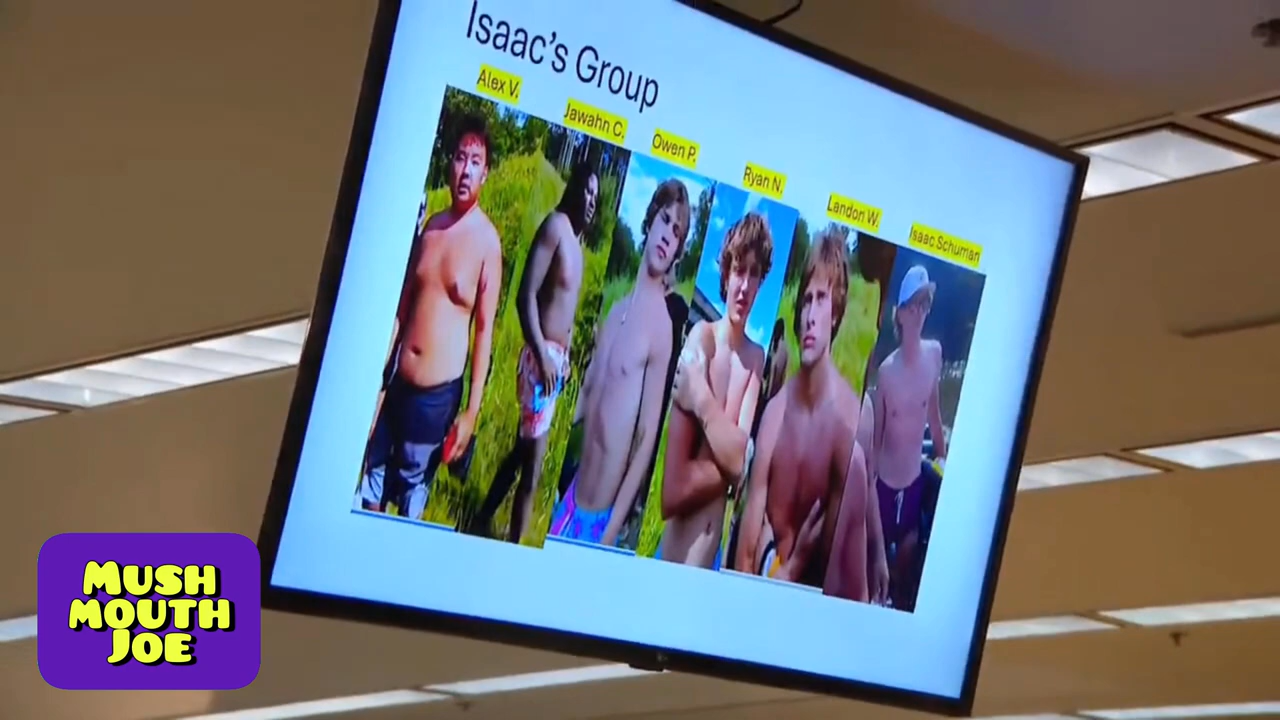 Isaac's Group
Alex V.
Jawahn C.
Owen P.
Ryan N.
Landon W.
Isaac Schuman
MUSH
MOUTH
JOE